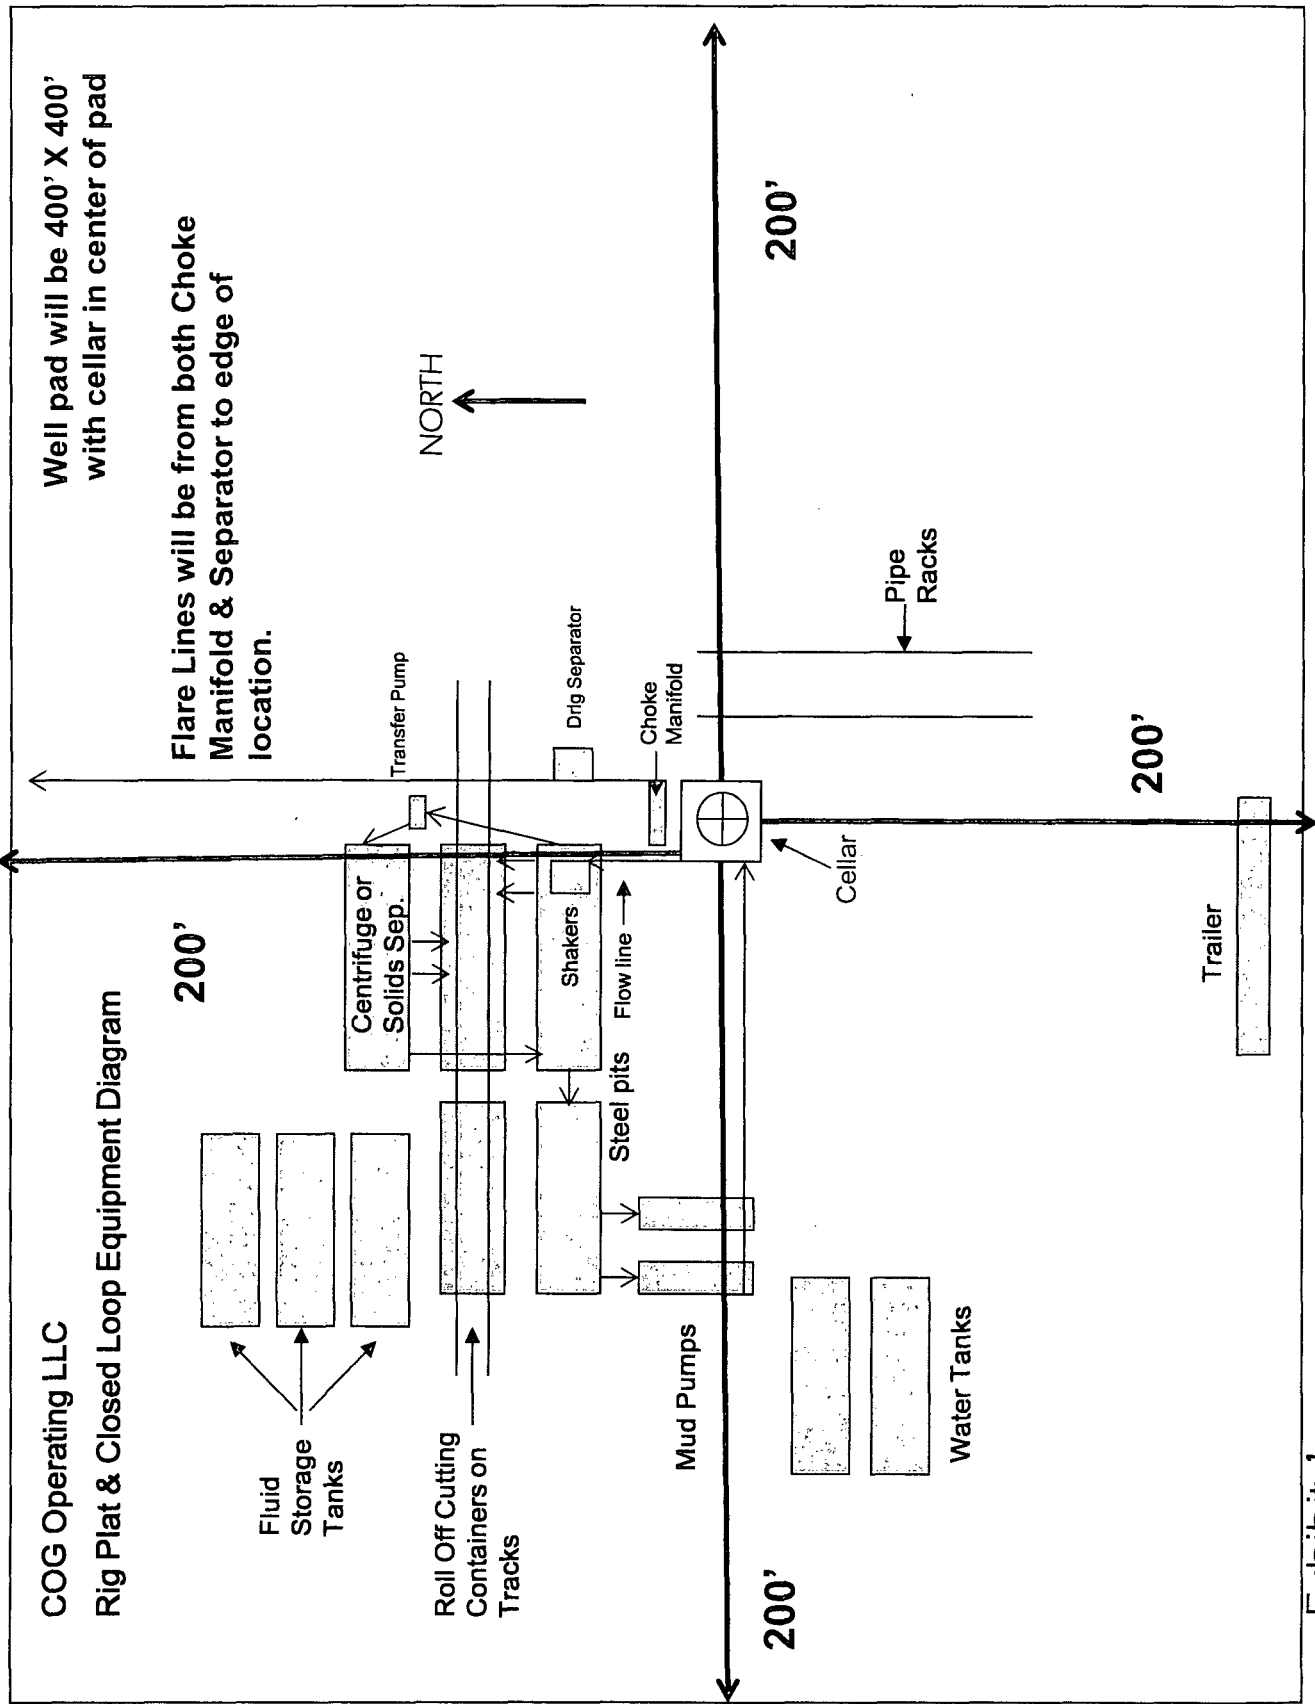 COG Operating LLC
Rig Plat & Closed Loop Equipment Diagram
Well pad will be 400' X 400'
with cellar in center of pad
Flare Lines will be from both Choke
Manifold & Separator to edge of
location.
200'
NORTH
Fluid
Storage
Tanks
Centrifuge or
Solids Sep.
Transfer Pump
Roll Off Cutting
Containers on
Tracks
Shakers
Drlg Separator
Steel pits
Flow line
Choke
Manifold
Mud Pumps
200'
200'
Cellar
Pipe
Racks
Water Tanks
200'
Trailer